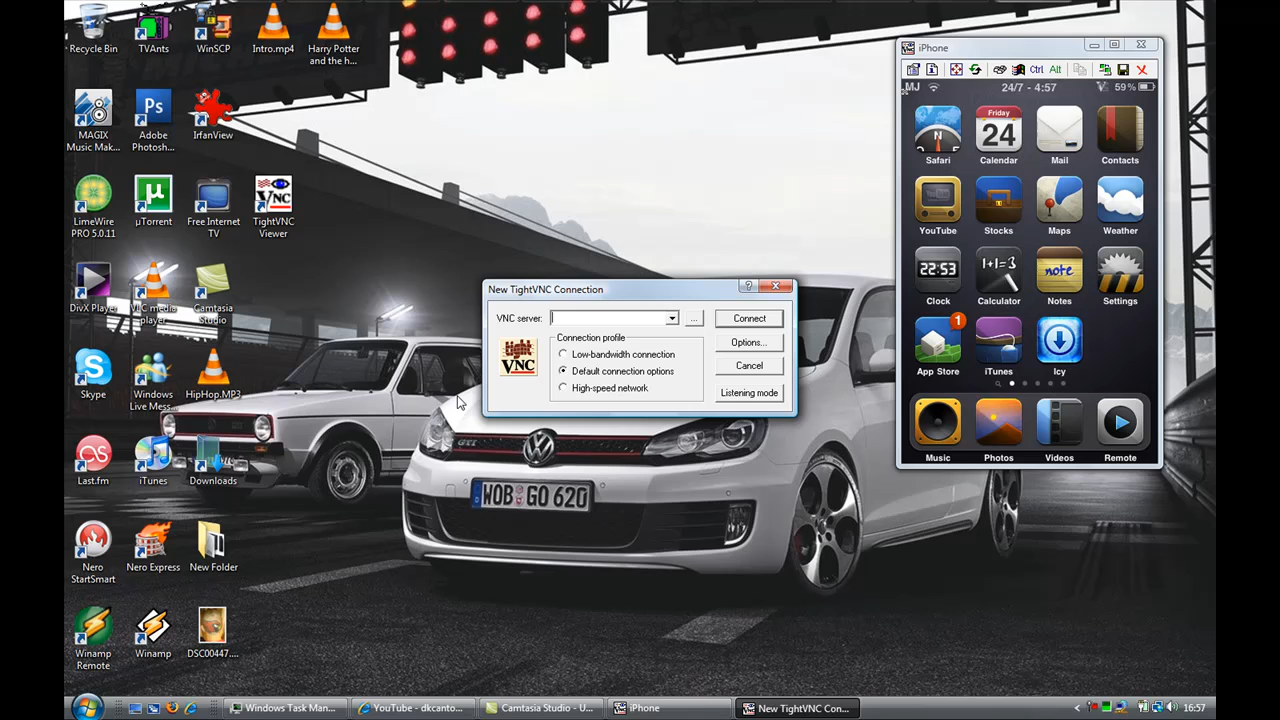 Recycle Bin
TVAnts
WinSCP
Intro.mp4
Harry Potter
and the h...
MAGIX
Music Mak...
Ps
Adobe
Photosh...
IrfanView
LimeWire
PRO 5.0.11
µ
µTorrent
Free Internet
TV
VNC
TightVNC
Viewer
DivX Player
VLC media
player
Camtasia
Studio
Skype
Windows
Live Mess...
HipHop.MP3
Last.fm
iTunes
Downloads
Nero
StartSmart
Nero Express
New Folder
Winamp
Remote
Winamp
DSC00447....
New TightVNC Connection
VNC server:
...
Connect
Connection profile
Low-bandwidth connection
Default connection options
High-speed network
Options...
Cancel
Listening mode
tight
VNC
GTI
WOB GO 620
iPhone
Ctrl
Alt
MJ
24/7 - 4:57
59%
N
Safari
Friday
24
Calendar
Mail
Contacts
YouTube
Stocks
Maps
Weather
22:53
Clock
1+1=3
Calculator
note
Notes
Settings
1
App Store
iTunes
Icy
Music
Photos
Videos
Remote
Windows Task Man...
YouTube - dkcanto...
Camtasia Studio - U...
iPhone
New TightVNC Con...
16:57